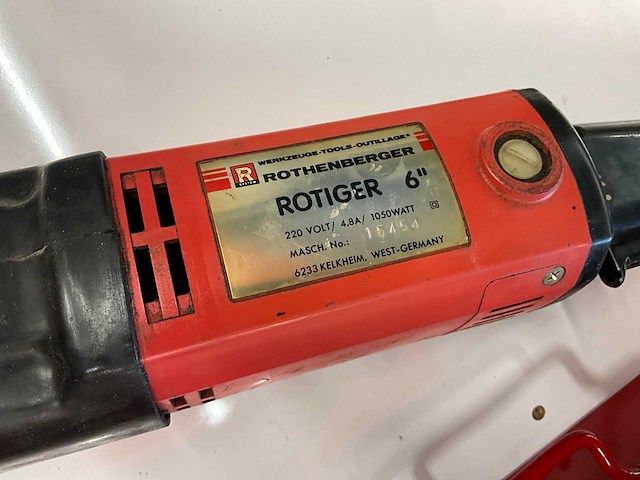 WERKZEUGE-TOOLS-OUTILLAGE®
R ROTHENBERGER
ROTIGER 6"
220 VOLT/ 4.8A/ 1050WATT
MASCH. No.: 15454
6233 KELKHEIM, WEST-GERMANY